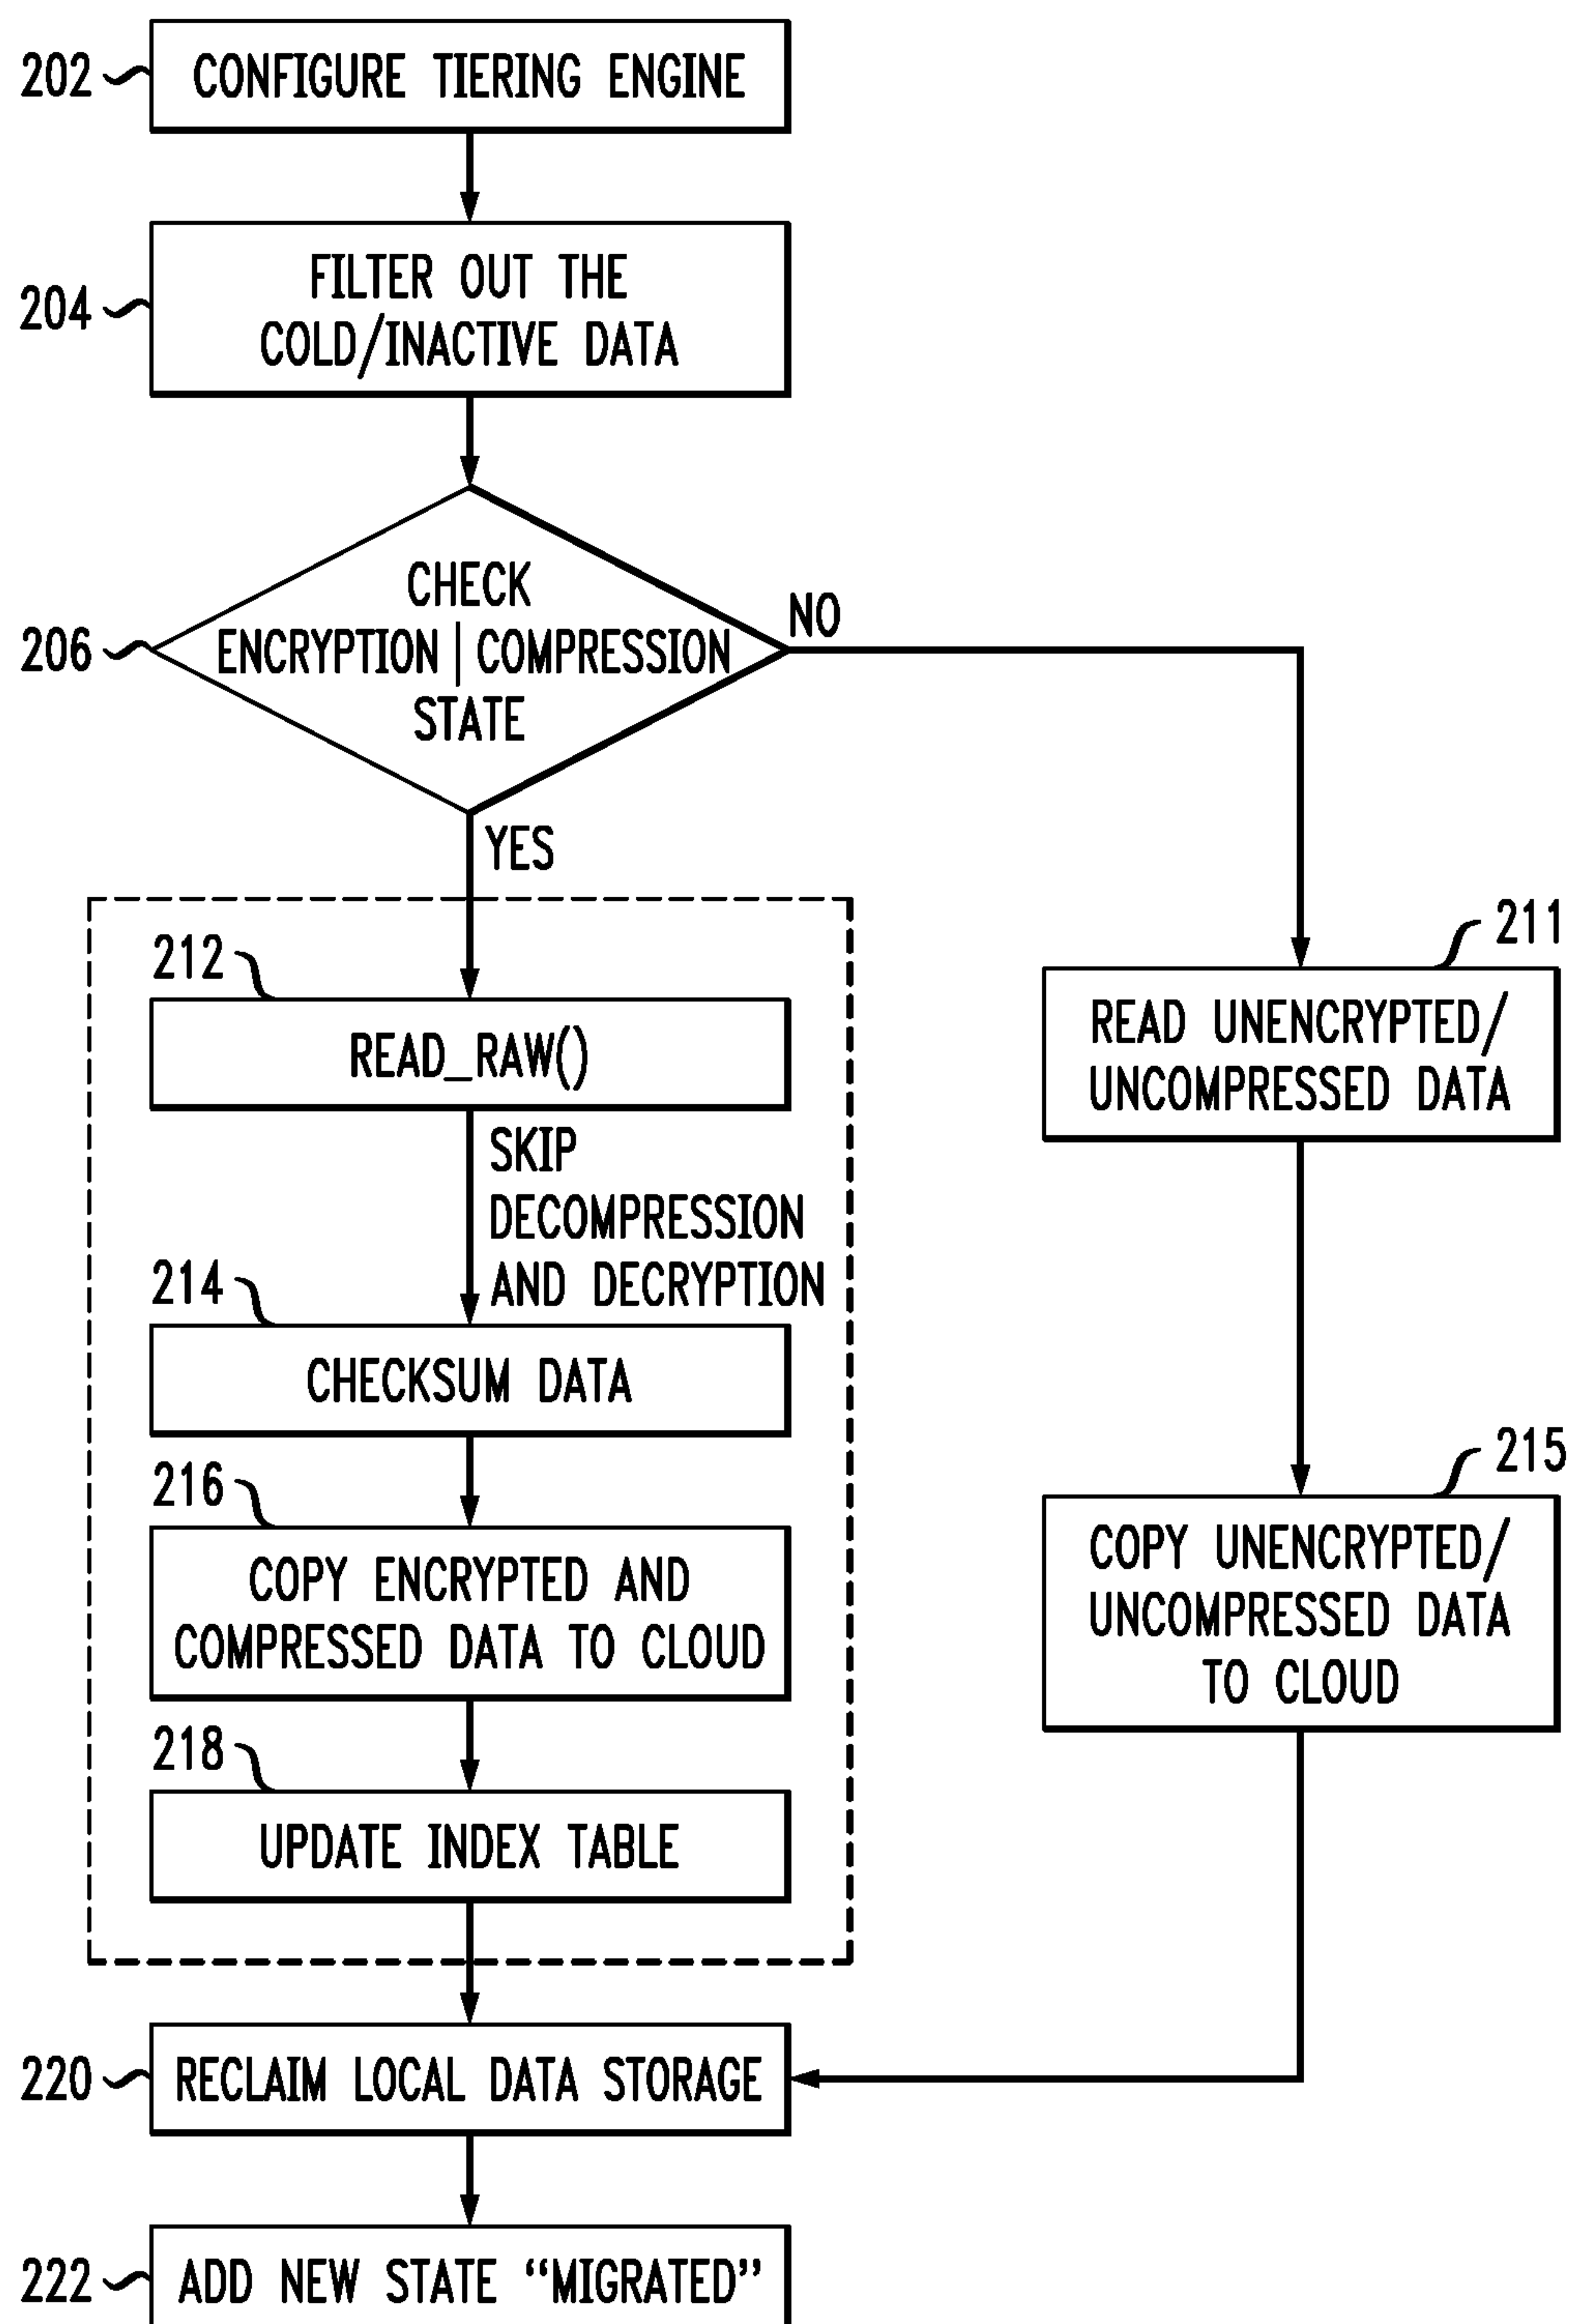 202
CONFIGURE TIERING ENGINE
204
FILTER OUT THE
COLD/INACTIVE DATA
206
CHECK
ENCRYPTION | COMPRESSION
STATE
NO
YES
211
READ UNENCRYPTED/
UNCOMPRESSED DATA
212
READ_RAW()
SKIP
DECOMPRESSION
AND DECRYPTION
214
CHECKSUM DATA
215
COPY UNENCRYPTED/
UNCOMPRESSED DATA
TO CLOUD
216
COPY ENCRYPTED AND
COMPRESSED DATA TO CLOUD
218
UPDATE INDEX TABLE
220
RECLAIM LOCAL DATA STORAGE
222
ADD NEW STATE “MIGRATED”